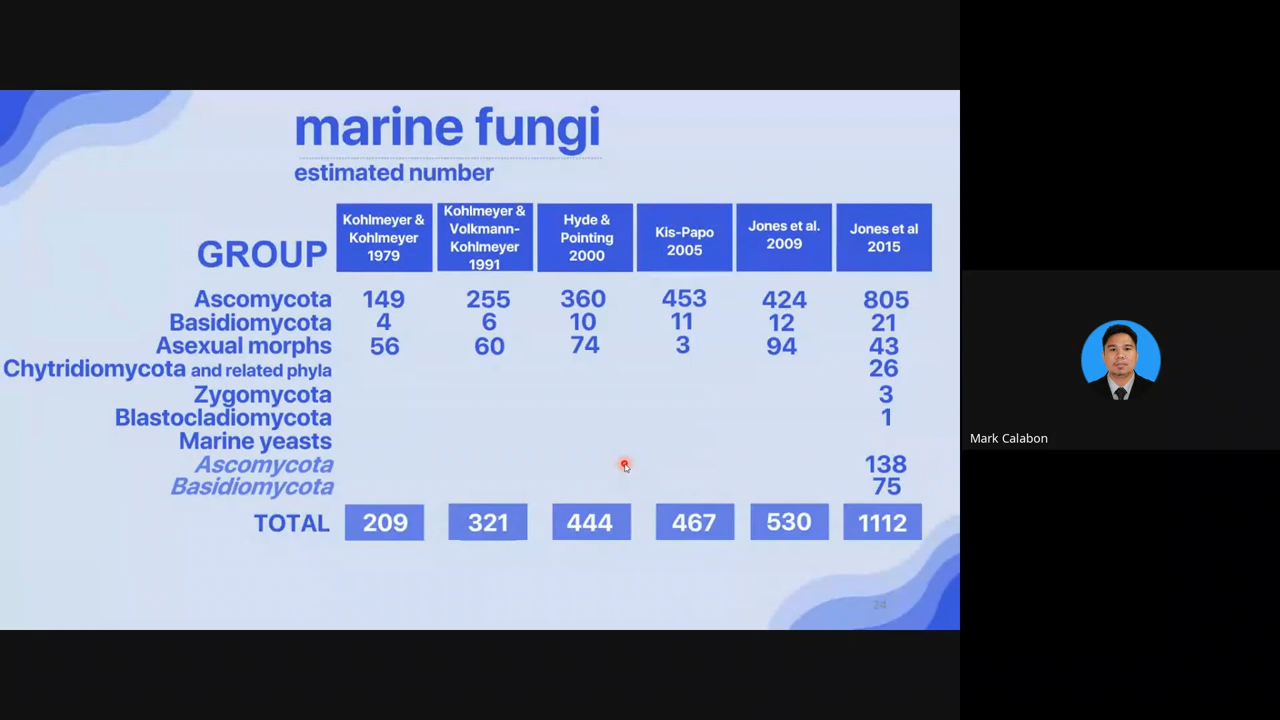 marine fungi
estimated number
GROUP
Kohlmeyer &
Kohlmeyer
1979
Kohlmeyer &
Volkmann-
Kohlmeyer
1991
Hyde &
Pointing
2000
Kis-Papo
2005
Jones et al.
2009
Jones et al
2015
Ascomycota 149 255 360 453 424 805
Basidiomycota 4 6 10 11 12 21
Asexual morphs 56 60 74 3 94 43
Chytridiomycota and related phyla 26
Zygomycota 3
Blastocladiomycota 1
Marine yeasts
Ascomycota 138
Basidiomycota 75
TOTAL 209 321 444 467 530 1112
24
Mark Calabon